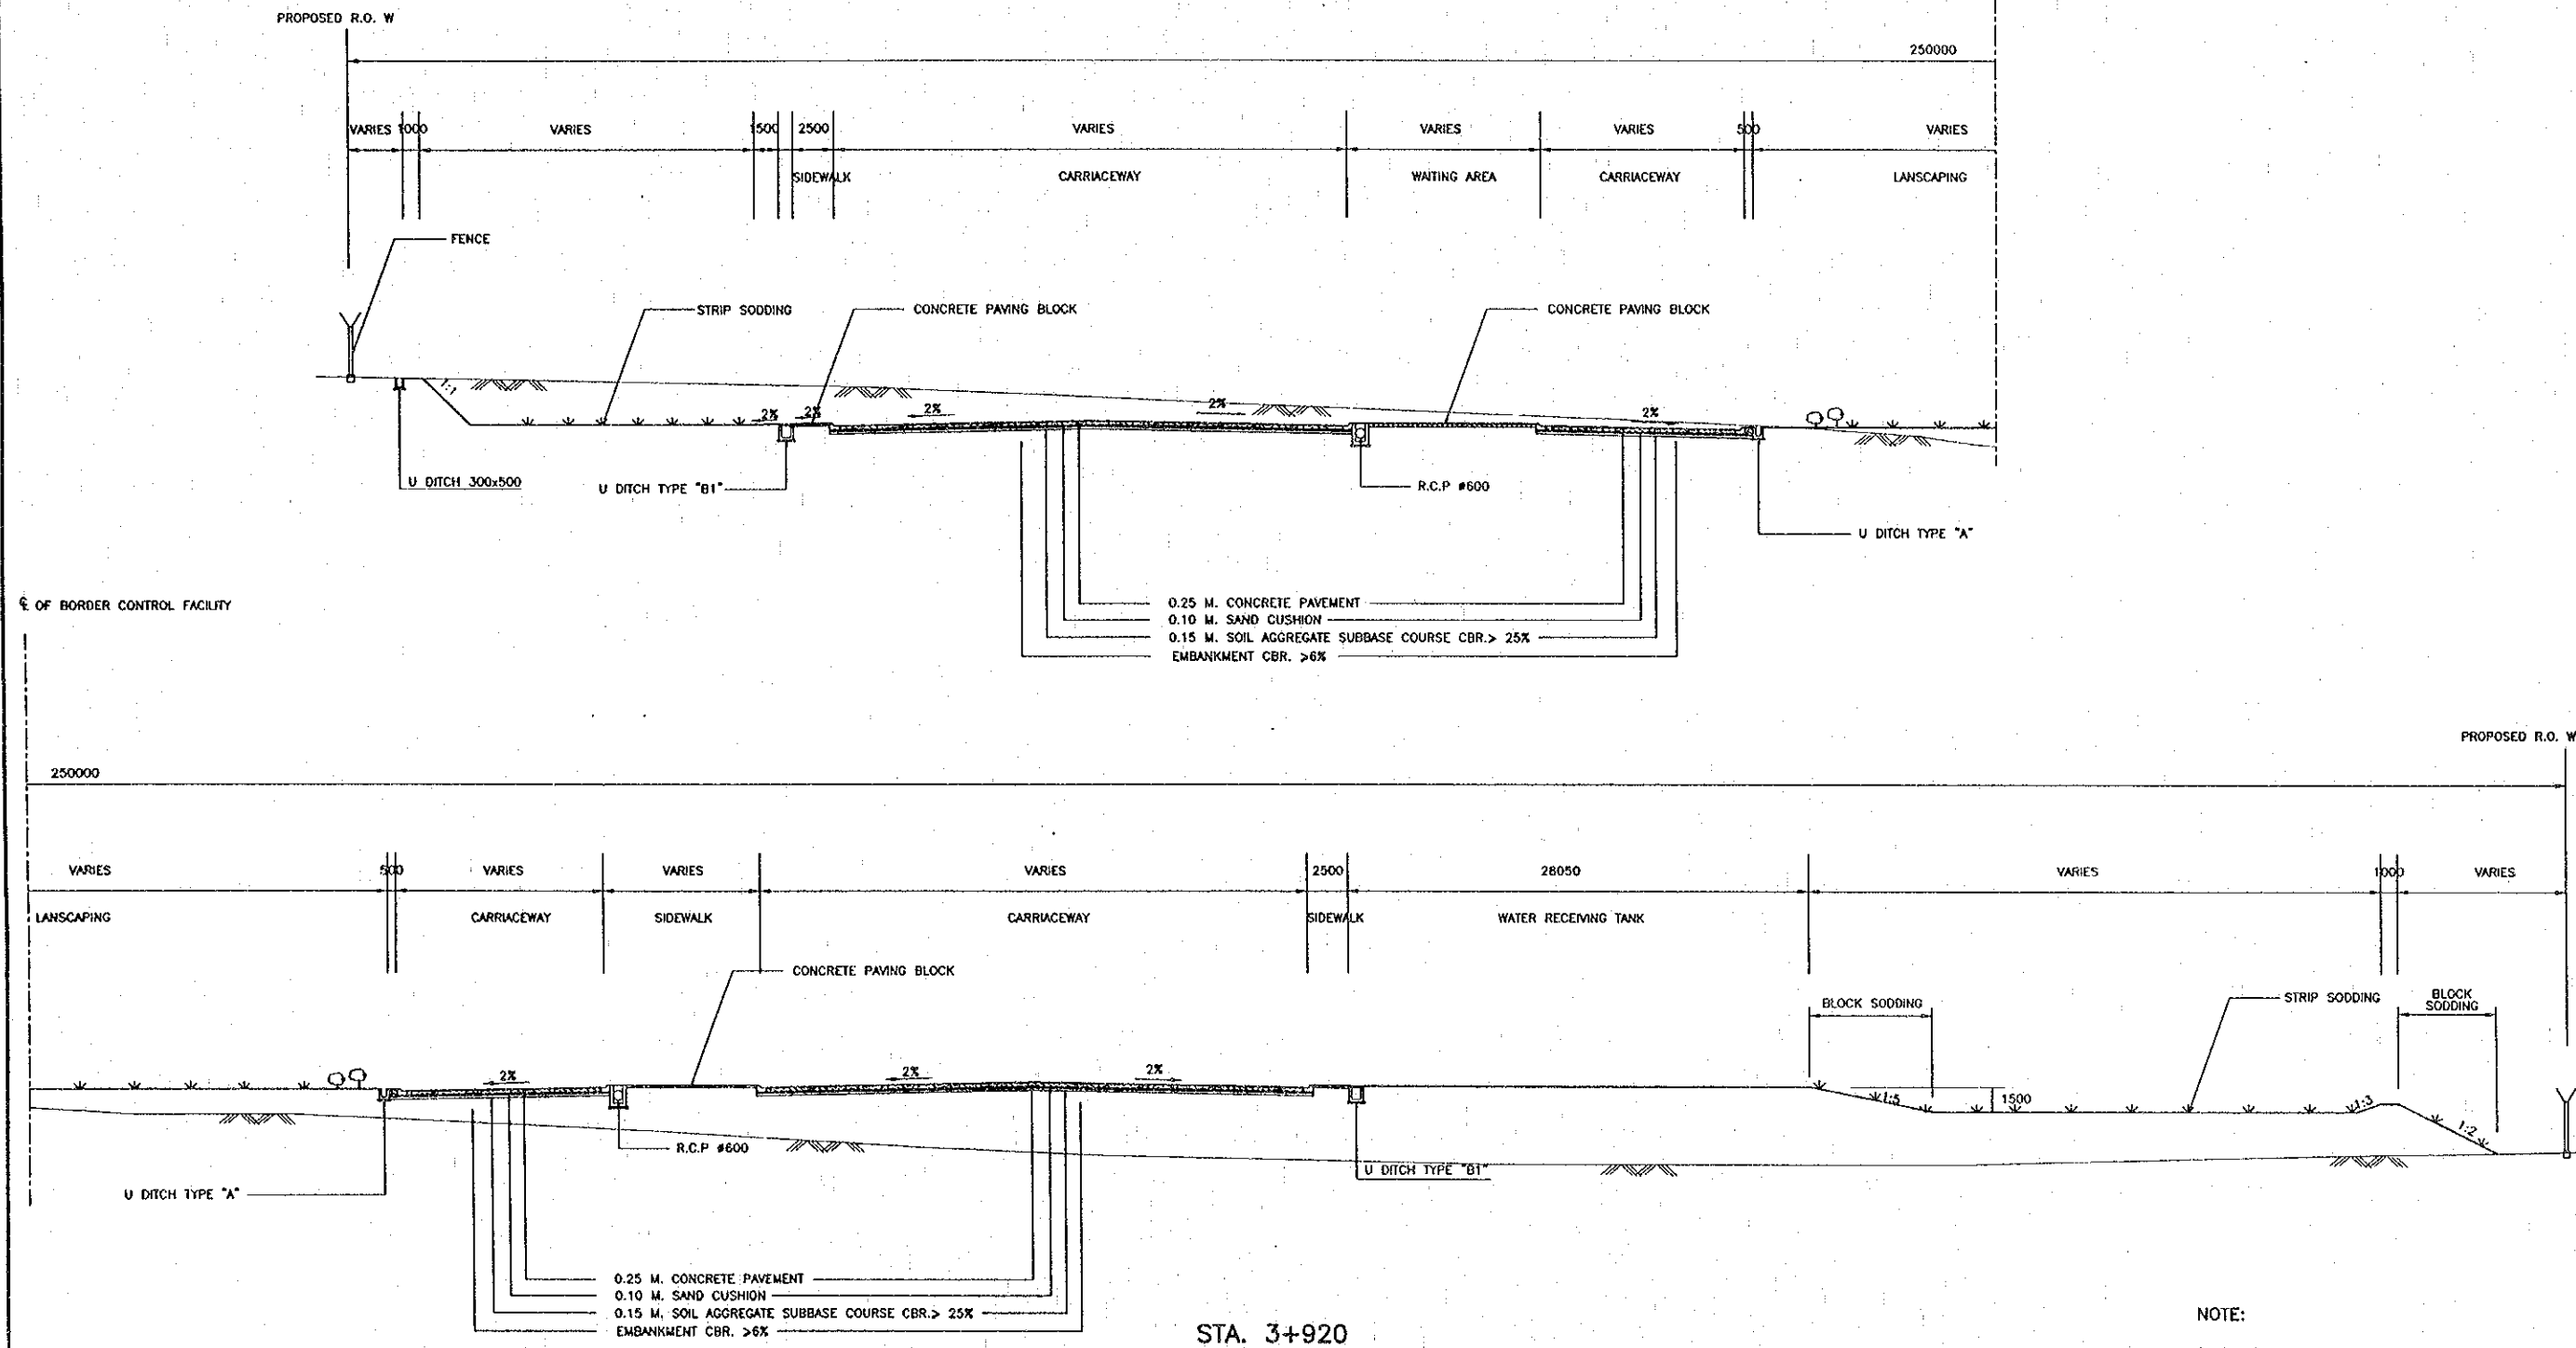 PROPOSED R.O. W
250000
VARIES 1000 VARIES 1500 2500 VARIES VARIES VARIES 500 VARIES
SIDEWALK CARRIACEWAY WAITING AREA CARRIACEWAY LANSCAPING
FENCE
STRIP SODDING CONCRETE PAVING BLOCK CONCRETE PAVING BLOCK
1:1
2% 2% 2% 2% 2%
U DITCH 300x500 U DITCH TYPE "B1" R.C.P ø600
U DITCH TYPE "A"
0.25 M. CONCRETE PAVEMENT
0.10 M. SAND CUSHION
0.15 M. SOIL AGGREGATE SUBBASE COURSE CBR.> 25%
EMBANKMENT CBR. >6%
℄ OF BORDER CONTROL FACILITY
PROPOSED R.O. W
250000
VARIES 500 VARIES VARIES VARIES 2500 28050 VARIES 1000 VARIES
LANSCAPING CARRIACEWAY SIDEWALK CARRIACEWAY SIDEWALK WATER RECEIVING TANK
CONCRETE PAVING BLOCK
BLOCK SODDING STRIP SODDING BLOCK
SODDING
2% 2% 2%
1:5 1500 1:3 1:2
R.C.P ø600 U DITCH TYPE "B1"
U DITCH TYPE "A"
0.25 M. CONCRETE PAVEMENT
0.10 M. SAND CUSHION
0.15 M. SOIL AGGREGATE SUBBASE COURSE CBR.> 25%
EMBANKMENT CBR. >6%
STA. 3+920
NOTE: